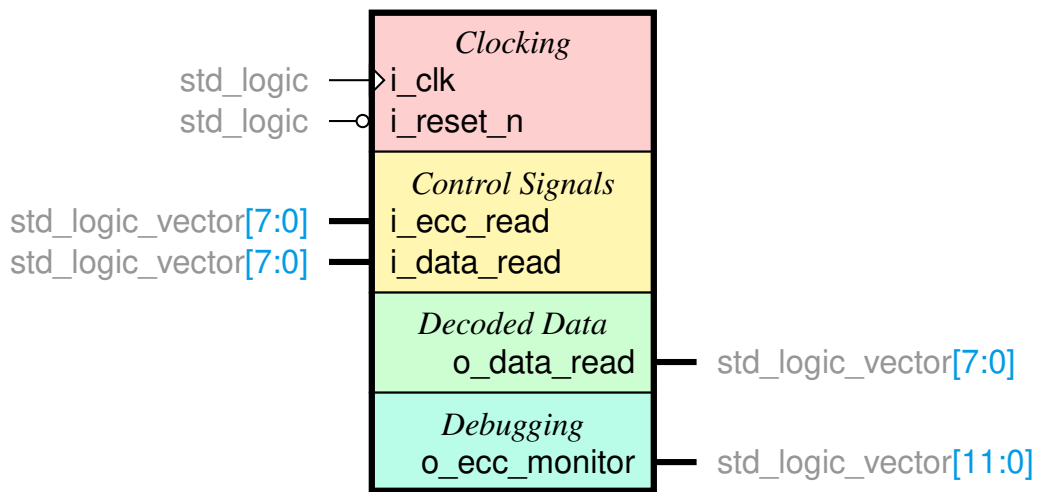 Clocking
std_logic i_clk
std_logic i_reset_n
Control Signals
std_logic_vector[7:0] i_ecc_read
std_logic_vector[7:0] i_data_read
Decoded Data
o_data_read std_logic_vector[7:0]
Debugging
o_ecc_monitor std_logic_vector[11:0]